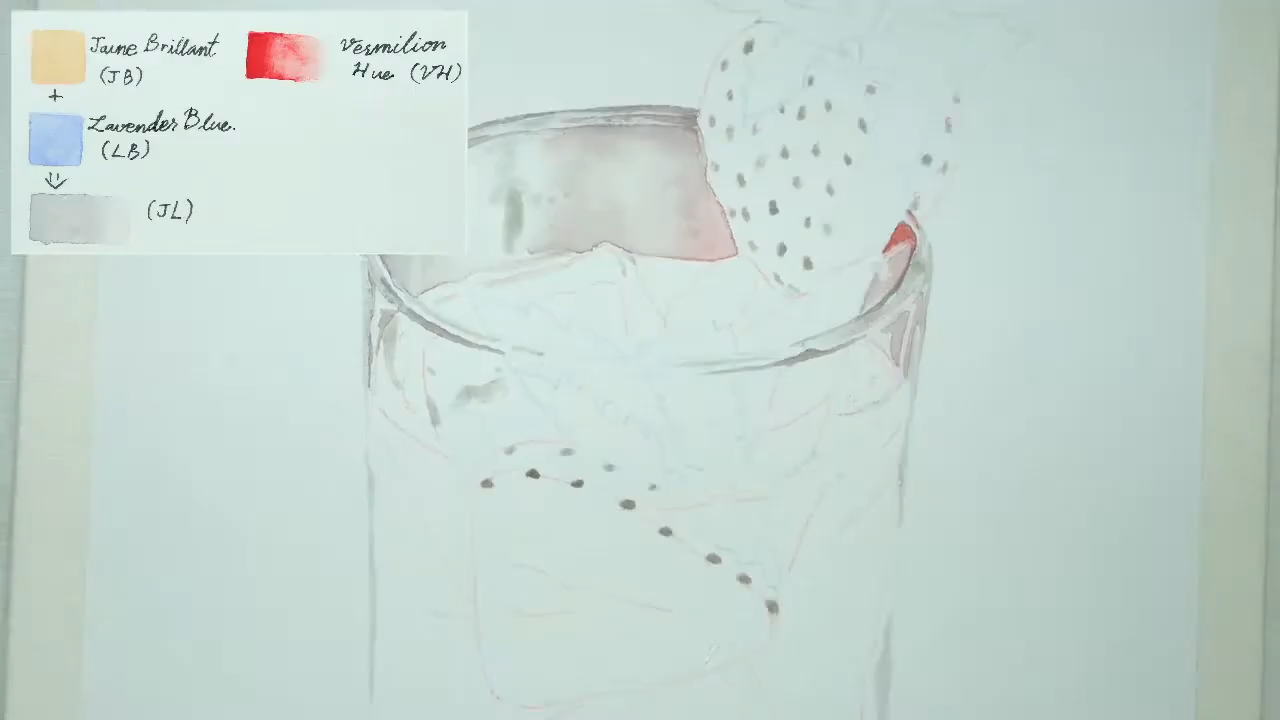 Jaune Brillant
(JB)
+
Lavender Blue.
(LB)
(JL)
Vermilion
Hue (VH)